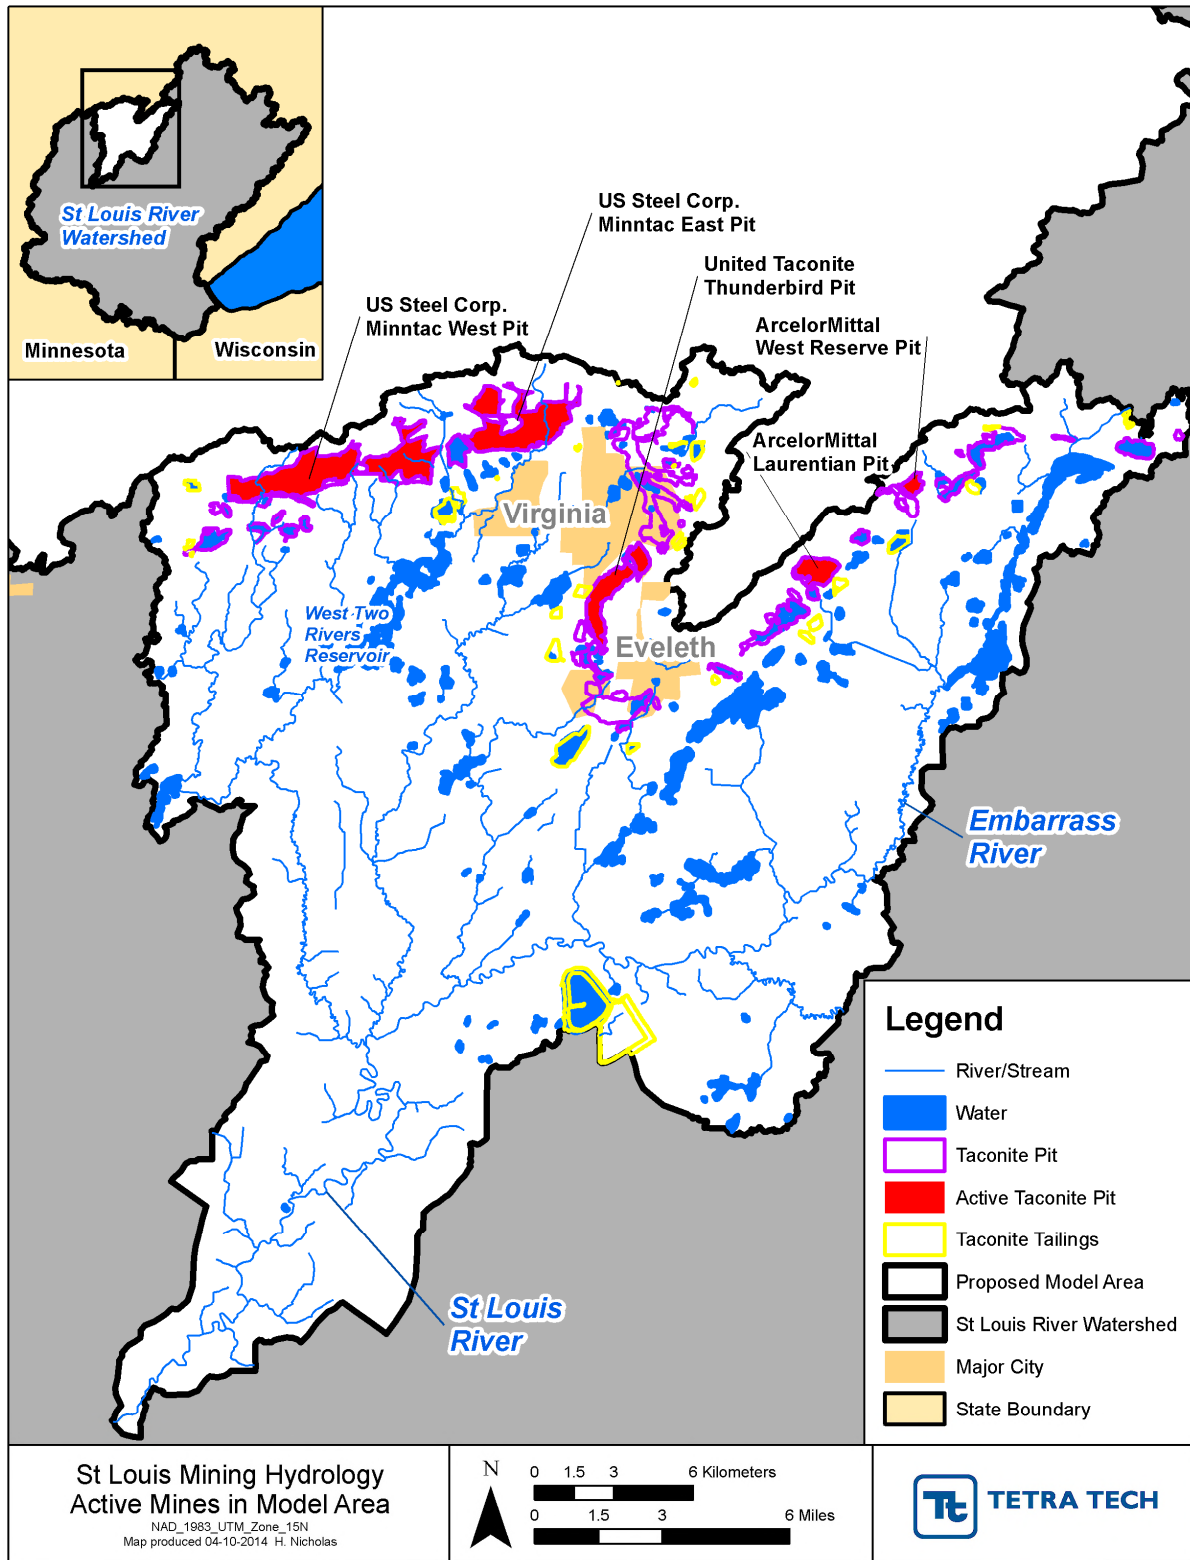 St Louis River
Watershed
Minnesota
Wisconsin
US Steel Corp.
Minntac East Pit
United Taconite
Thunderbird Pit
US Steel Corp.
Minntac West Pit
ArcelorMittal
West Reserve Pit
ArcelorMittal
Laurentian Pit
Virginia
West Two
Rivers
Reservoir
Eveleth
Embarrass
River
St Louis
River
Legend
River/Stream
Water
Taconite Pit
Active Taconite Pit
Taconite Tailings
Proposed Model Area
St Louis River Watershed
Major City
State Boundary
St Louis Mining Hydrology
Active Mines in Model Area
NAD_1983_UTM_Zone_15N
Map produced 04-10-2014 H. Nicholas
N
0 1.5 3 6 Kilometers
0 1.5 3 6 Miles
Tt
TETRA TECH